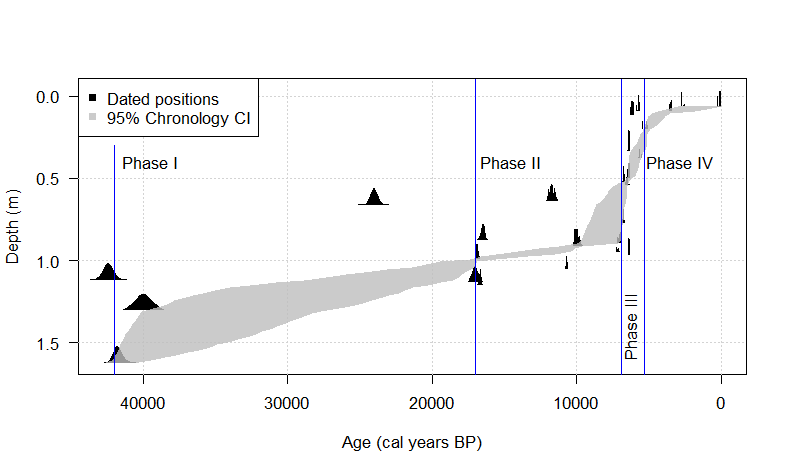 Dated positions
95% Chronology CI
Phase I
Phase II
Phase IV
Phase III
0.0
0.5
1.0
1.5
Depth (m)
40000
30000
20000
10000
0
Age (cal years BP)